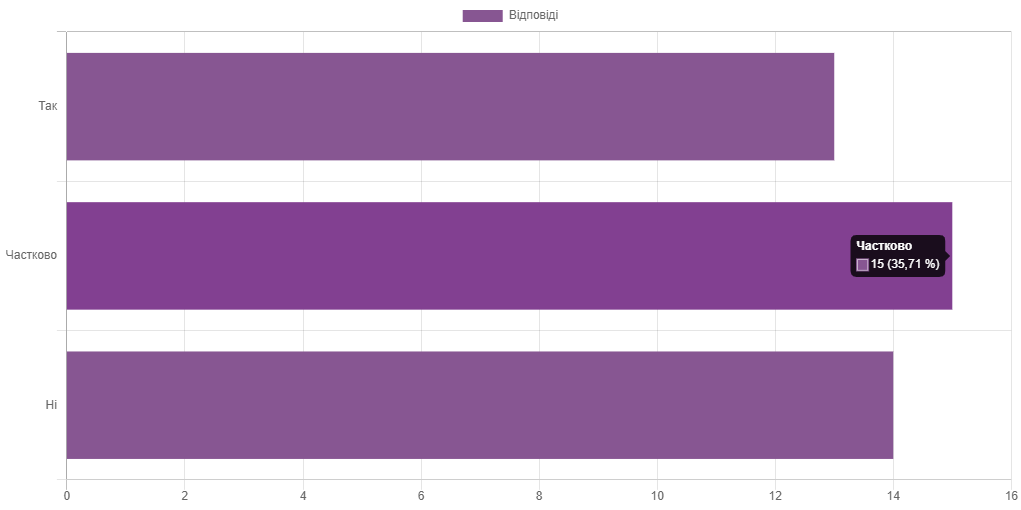 Відповіді
Так
Частково
Частково
15 (35,71 %)
Ні
0 2 4 6 8 10 12 14 16